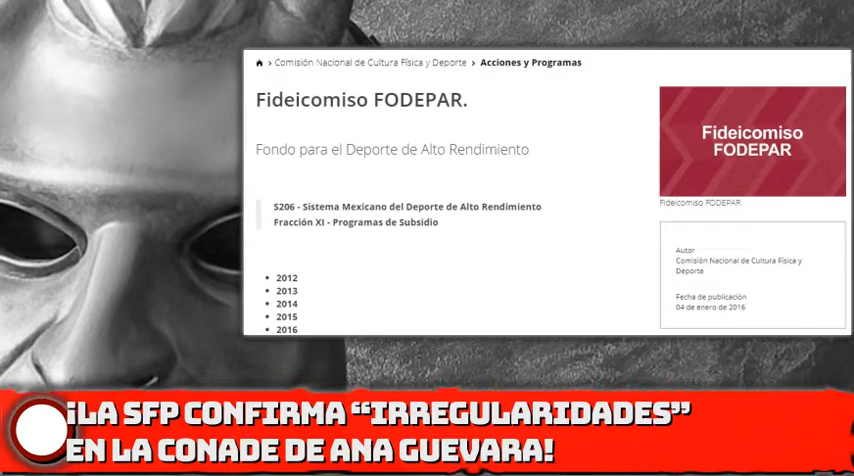 Comisión Nacional de Cultura Física y Deporte › Acciones y Programas
Fideicomiso FODEPAR.
Fondo para el Deporte de Alto Rendimiento
S206 - Sistema Mexicano del Deporte de Alto Rendimiento
Fracción XI - Programas de Subsidio
2012
2013
2014
2015
2016
Fideicomiso
FODEPAR
Fideicomiso FODEPAR
Autor
Comisión Nacional de Cultura Física y
Deporte
Fecha de publicación
04 de enero de 2016
¡LA SFP CONFIRMA “IRREGULARIDADES”
EN LA CONADE DE ANA GUEVARA!